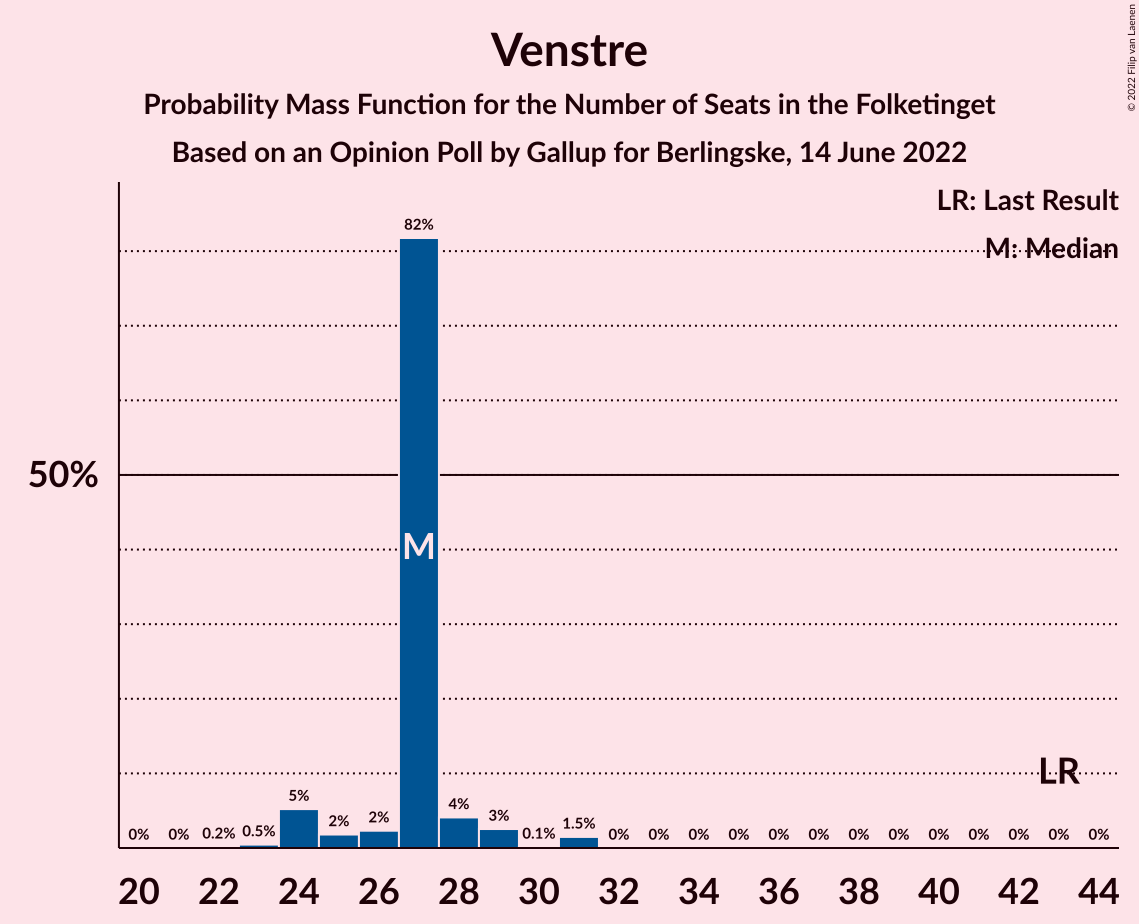 Venstre
Probability Mass Function for the Number of Seats in the Folketinget
Based on an Opinion Poll by Gallup for Berlingske, 14 June 2022
© 2022 Filip van Laenen
LR: Last Result
M: Median
50%
0% 0% 0.2% 0.5% 5% 2% 2% 82% 4% 3% 0.1% 1.5% 0% 0% 0% 0% 0% 0% 0% 0% 0% 0% 0% 0% 0%
M
LR
20 22 24 26 28 30 32 34 36 38 40 42 44